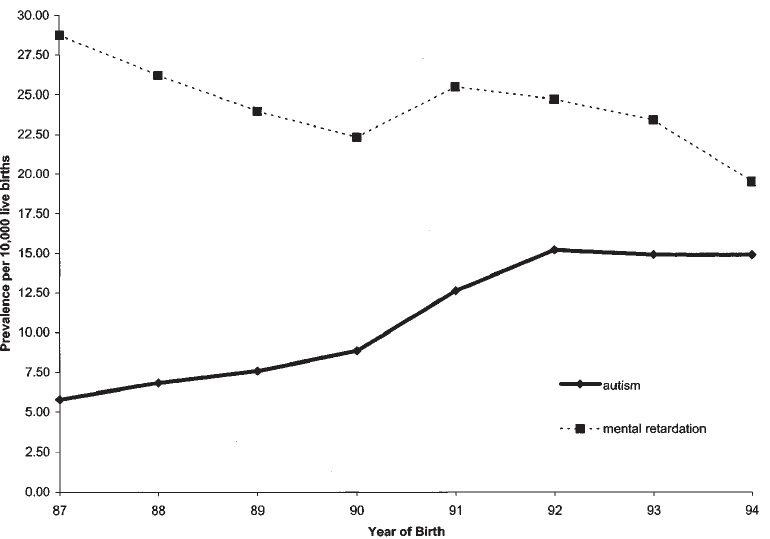 30.00
27.50
25.00
22.50
20.00
17.50
15.00
12.50
10.00
7.50
5.00
2.50
0.00
Prevalence per 10,000 live births
autism
mental retardation
87 88 89 90 91 92 93 94
Year of Birth